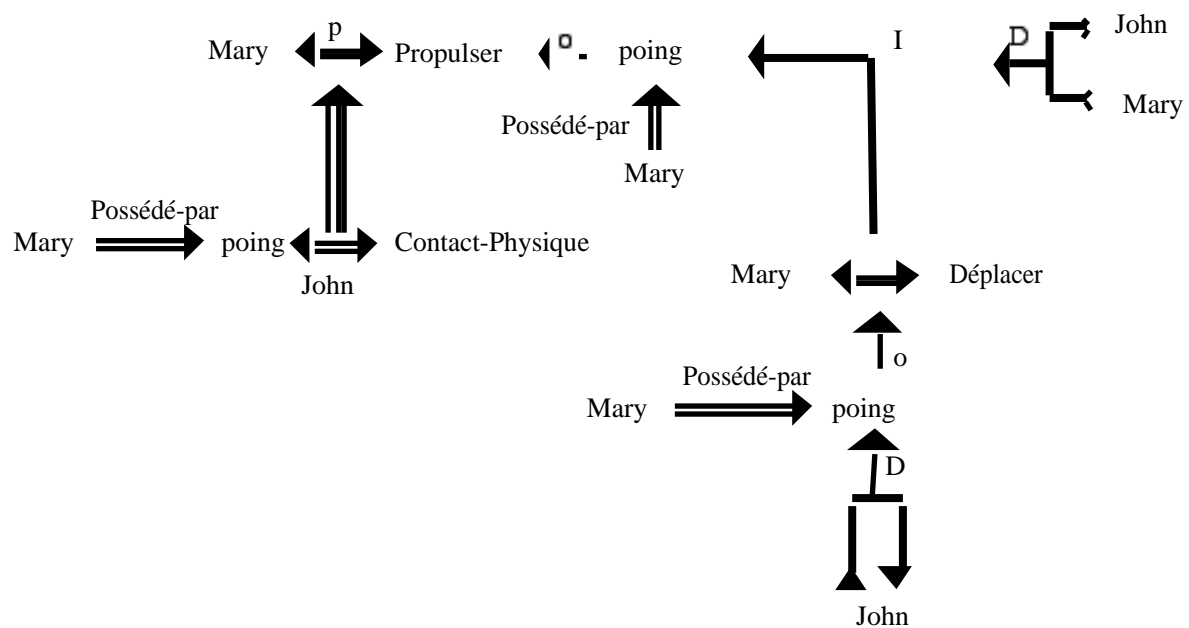 p
Mary Propulser o poing I D John
Mary
Possédé-par
Mary
Possédé-par
Mary poing Contact-Physique
John
Mary Déplacer
o
Possédé-par
Mary poing
D
John